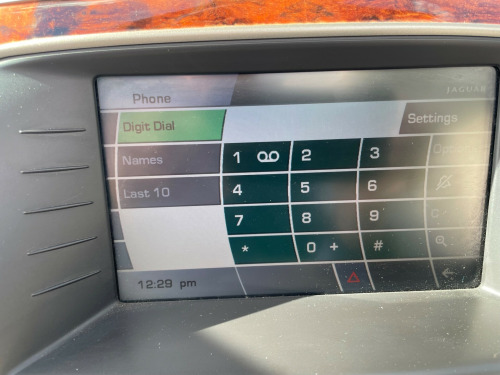 JAGUAR
Phone
Digit Dial
Settings
Names
1 2 3
Last 10
4 5 6
7 8 9 C
* 0 + #
12:29 pm